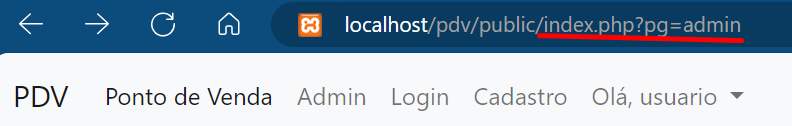 localhost/pdv/public/index.php?pg=admin
PDV Ponto de Venda Admin Login Cadastro Olá, usuario